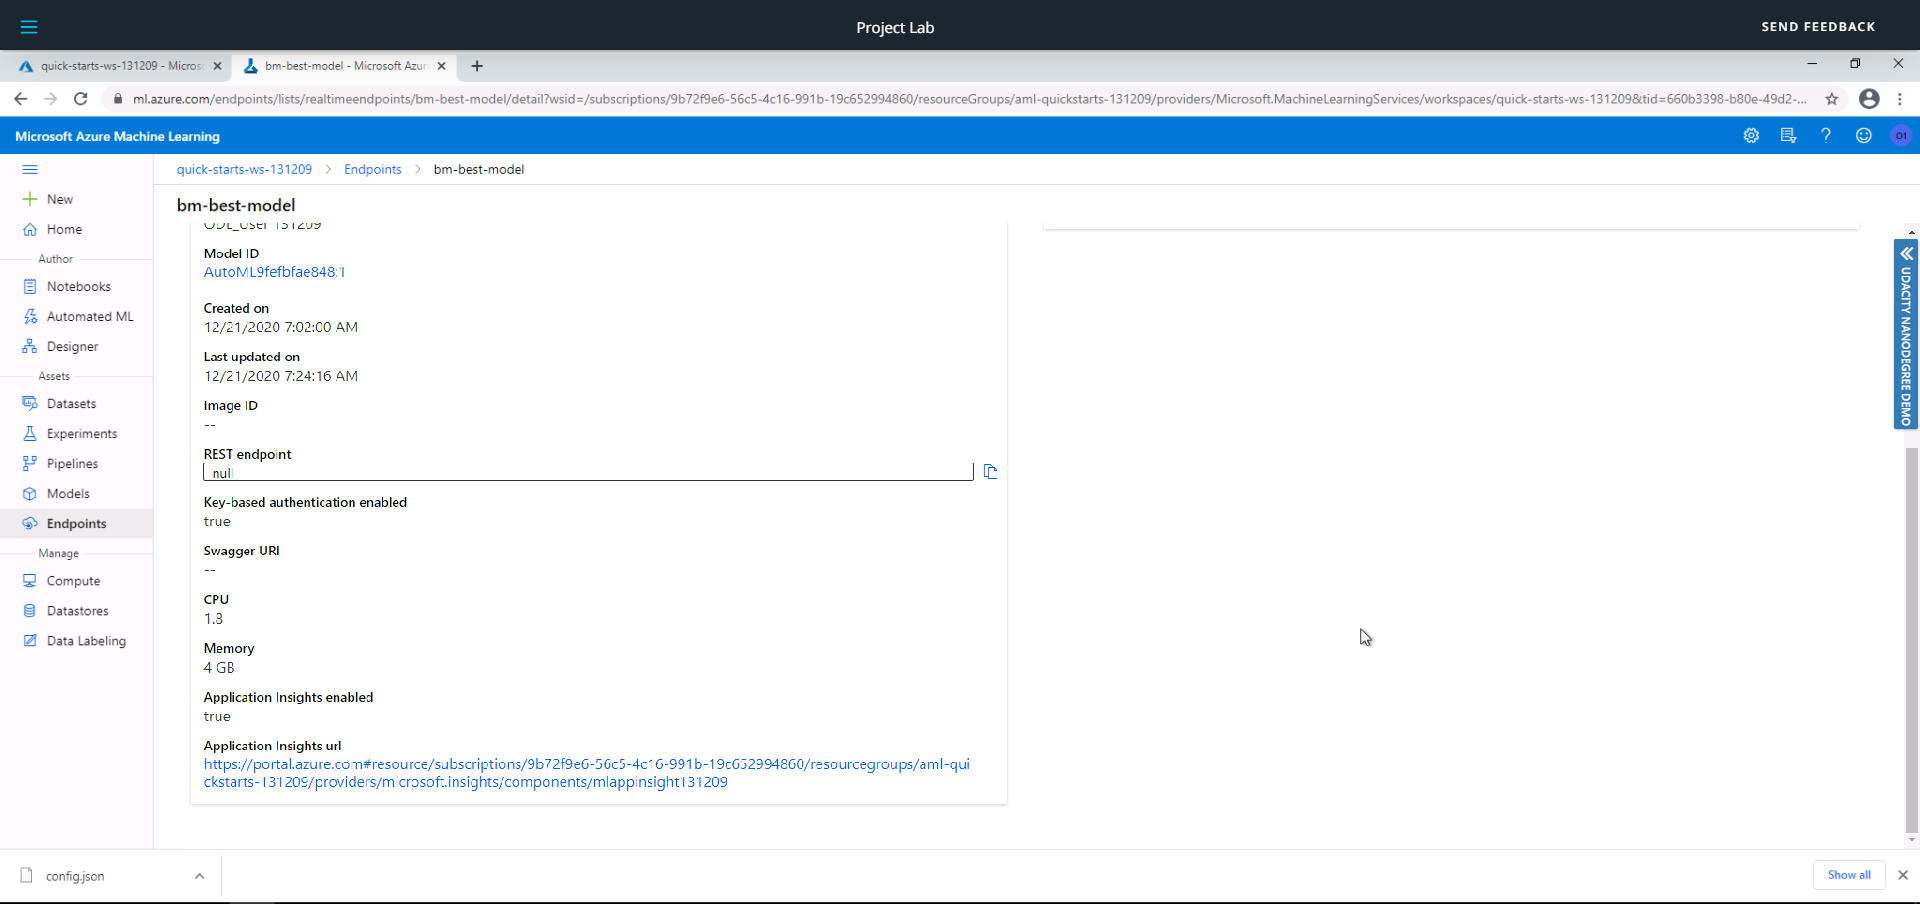 Project Lab
SEND FEEDBACK
quick-starts-ws-131209 - Micros
bm-best-model - Microsoft Azur
ml.azure.com/endpoints/lists/realtimeendpoints/bm-best-model/detail?wsid=/subscriptions/9b72f9e6-56c5-4c16-991b-19c652994860/resourceGroups/aml-quickstarts-131209/providers/Microsoft.MachineLearningServices/workspaces/quick-starts-ws-131209&tid=660b3398-b80e-49d2-...
Microsoft Azure Machine Learning
O1
quick-starts-ws-131209 > Endpoints > bm-best-model
bm-best-model
New
Home
Author
Notebooks
Automated ML
Designer
Assets
Datasets
Experiments
Pipelines
Models
Endpoints
Manage
Compute
Datastores
Data Labeling
ODL_User 131209
Model ID
AutoML9fefbfae848:1
Created on
12/21/2020 7:02:00 AM
Last updated on
12/21/2020 7:24:16 AM
Image ID
--
REST endpoint
null
Key-based authentication enabled
true
Swagger URI
--
CPU
1.8
Memory
4 GB
Application Insights enabled
true
Application Insights url
https://portal.azure.com#resource/subscriptions/9b72f9e6-56c5-4c16-991b-19c652994860/resourcegroups/aml-qui
ckstarts-131209/providers/microsoft.insights/components/mlappinsight131209
UDACITY NANODEGREE DEMO
config.json
Show all